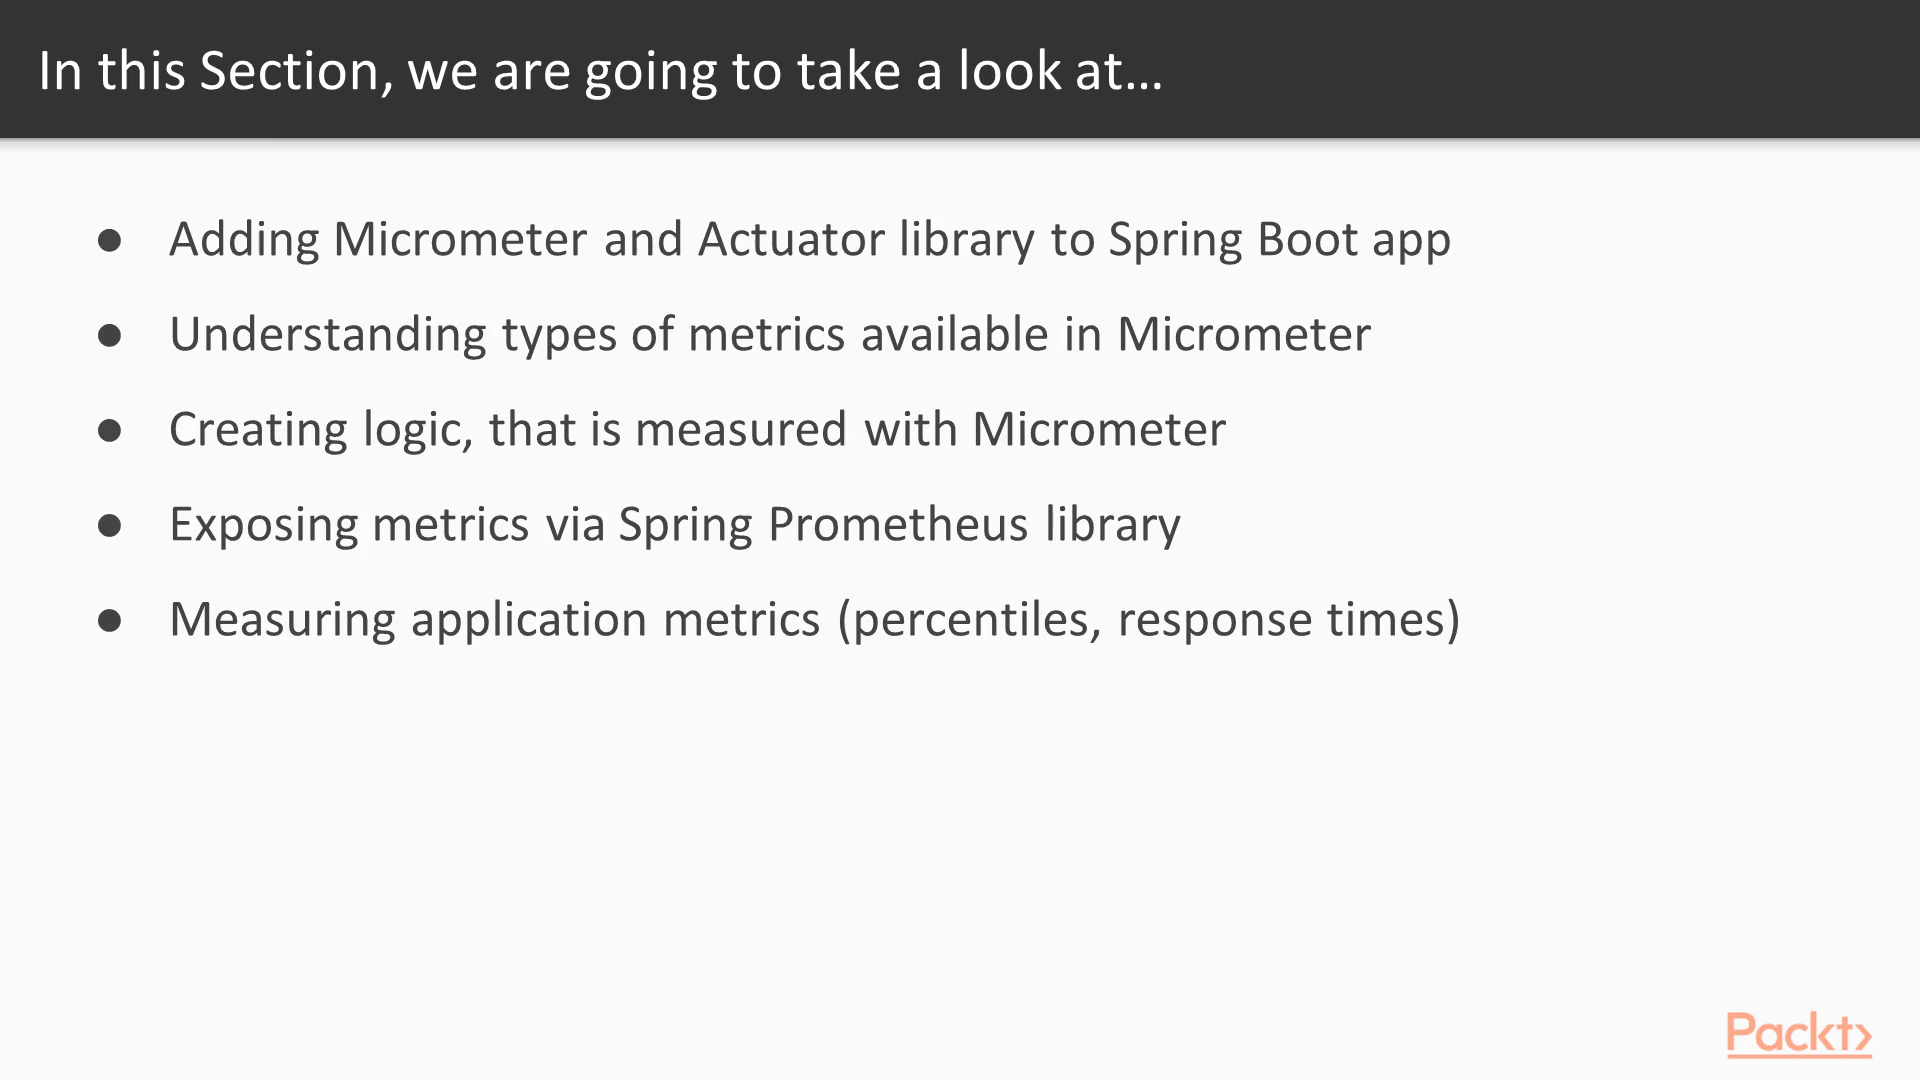 In this Section, we are going to take a look at…
● Adding Micrometer and Actuator library to Spring Boot app
● Understanding types of metrics available in Micrometer
● Creating logic, that is measured with Micrometer
● Exposing metrics via Spring Prometheus library
● Measuring application metrics (percentiles, response times)
Packt>